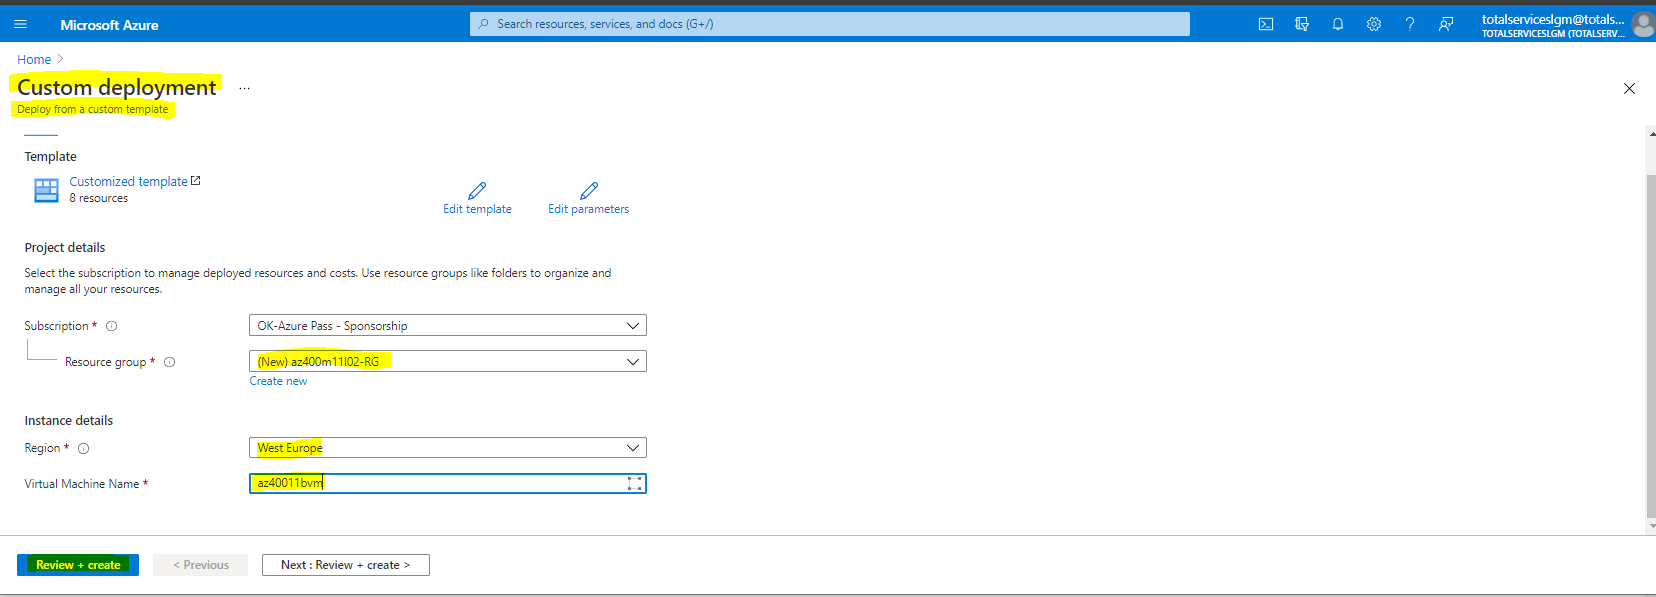 Microsoft Azure
Search resources, services, and docs (G+/)
totalserviceslgm@totals...
TOTALSERVICESLGM (TOTALSERV...
Home >
Custom deployment ...
Deploy from a custom template
Template
Customized template
8 resources
Edit template
Edit parameters
Project details
Select the subscription to manage deployed resources and costs. Use resource groups like folders to organize and
manage all your resources.
Subscription *
OK-Azure Pass - Sponsorship
Resource group *
(New) az400m11l02-RG
Create new
Instance details
Region *
West Europe
Virtual Machine Name *
az40011bvm
Review + create
< Previous
Next : Review + create >